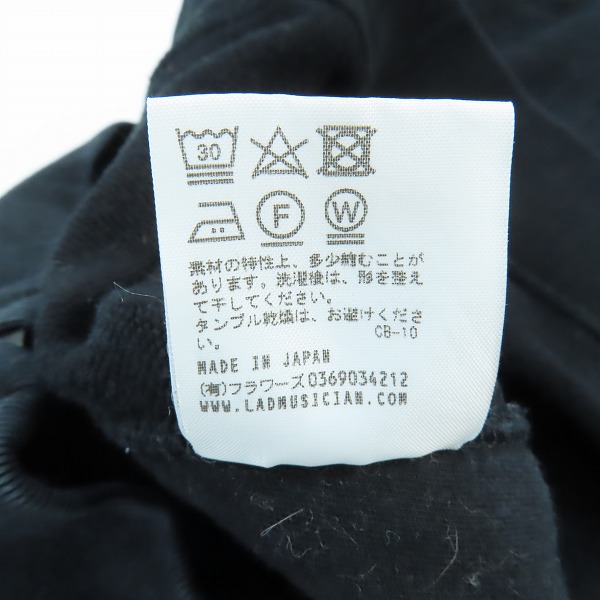 30
F W
素材の特性上、多少縮むことが
あります。洗濯後は、形を整え
て干してください。
タンブル乾燥は、お避けくださ
い。 CB-10
MADE IN JAPAN
(有)フラワーズ0369034212
WWW.LADMUSICIAN.COM